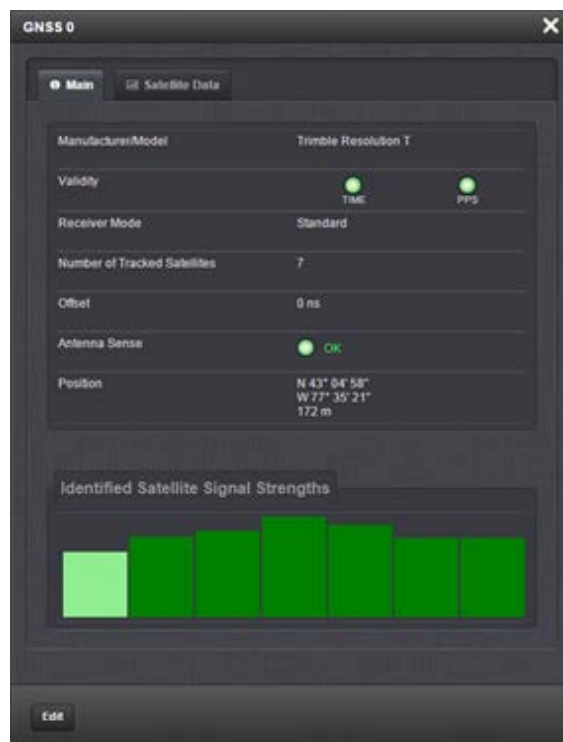 GNSS 0
Main
Satellite Data
Manufacturer/Model Trimble Resolution T
Validity
TIME PPS
Receiver Mode Standard
Number of Tracked Satellites 7
Offset 0 ns
Antenna Sense OK
Position N 43° 04' 58"
W 77° 35' 21"
172 m
Identified Satellite Signal Strengths
Edit